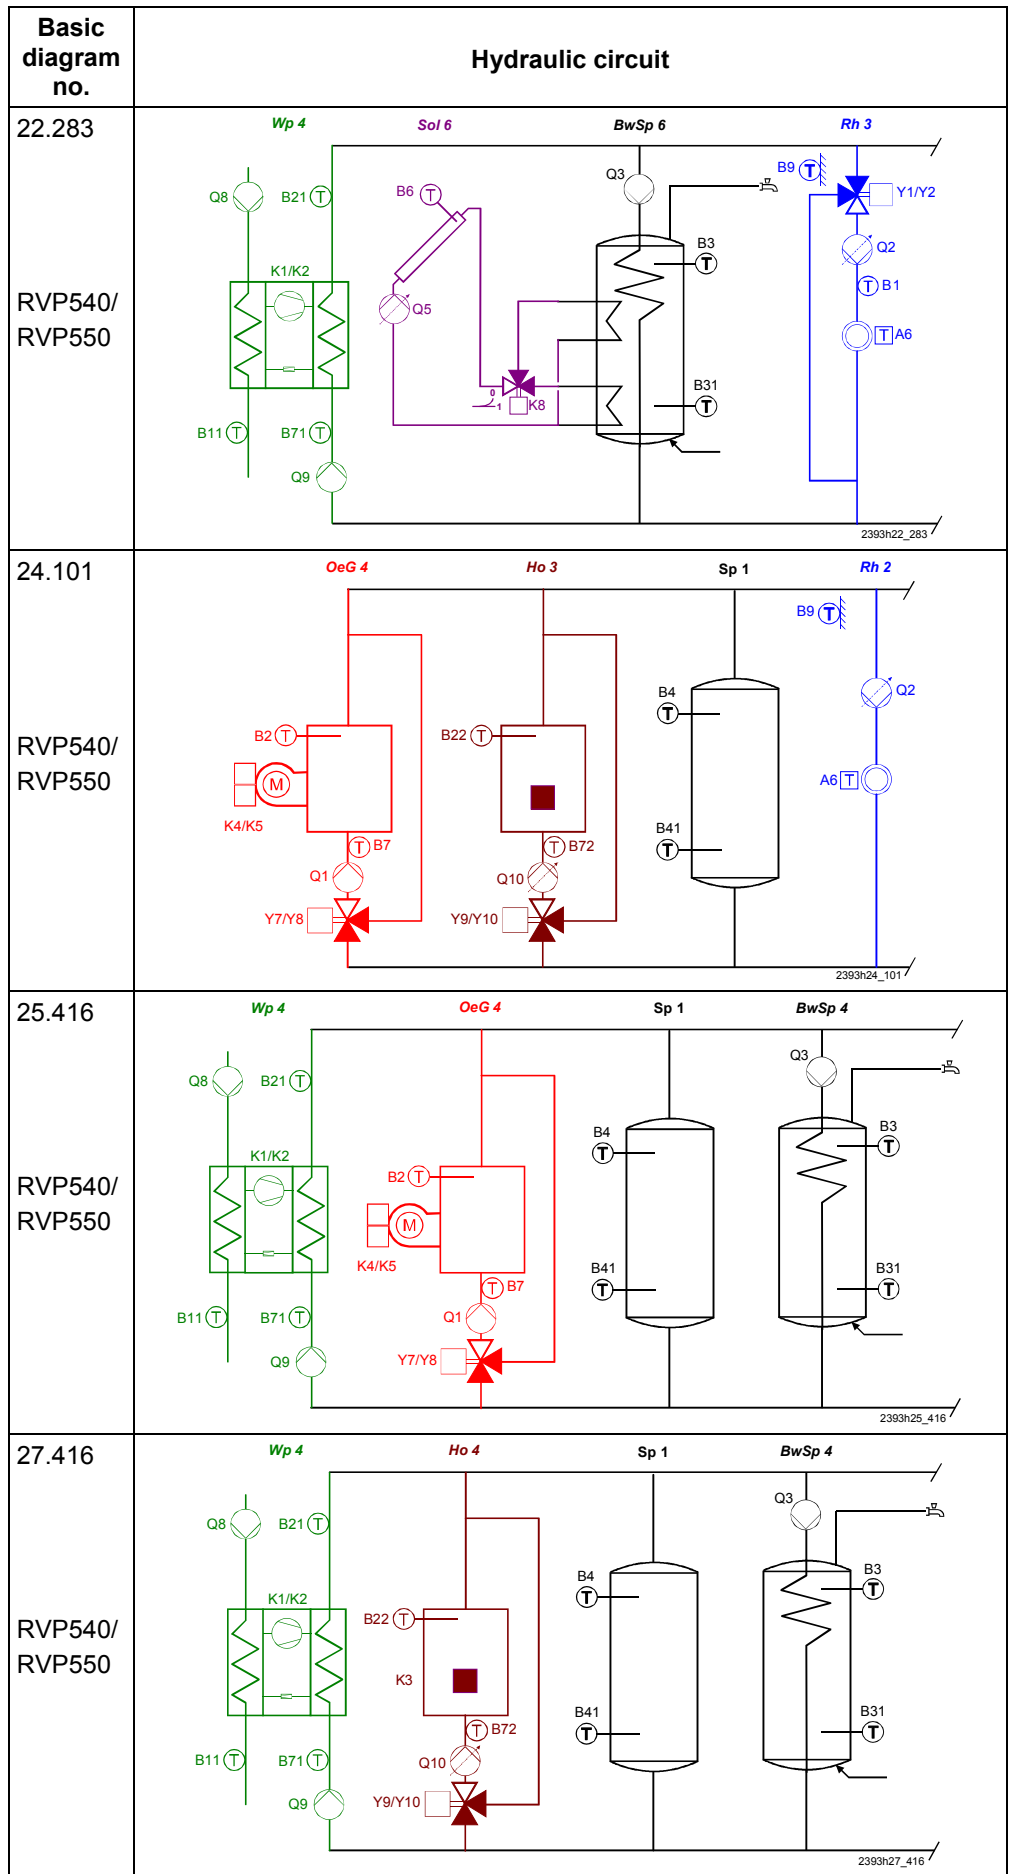 Basic
diagram
no.
Hydraulic circuit
22.283
RVP540/
RVP550
Wp 4 Sol 6 BwSp 6 Rh 3
B9 T
Q3
B6 T
Q8 B21 T Y1/Y2
B3
T
Q2
K1/K2
T B1
Q5
T A6
B31
0
1 K8 T
B11 T B71 T
Q9
2393h22_283
24.101
RVP540/
RVP550
OeG 4 Ho 3 Sp 1 Rh 2
B9 T
B4
T
Q2
B2 T B22 T
M
A6 T
K4/K5
B41
T
T B7 T B72
Q1 Q10
Y7/Y8 Y9/Y10
2393h24_101
25.416
RVP540/
RVP550
Wp 4 OeG 4 Sp 1 BwSp 4
Q3
Q8 B21 T
B4
T
B3
T
K1/K2
B2 T
M
K4/K5
B41
T
B31
T
T B7
B11 T B71 T Q1
Q9 Y7/Y8
2393h25_416
27.416
RVP540/
RVP550
Wp 4 Ho 4 Sp 1 BwSp 4
Q3
Q8 B21 T
B4
T
B3
T
K1/K2
B22 T
K3
B41
T
B31
T
T B72
B11 T B71 T Q10
Q9 Y9/Y10
2393h27_416